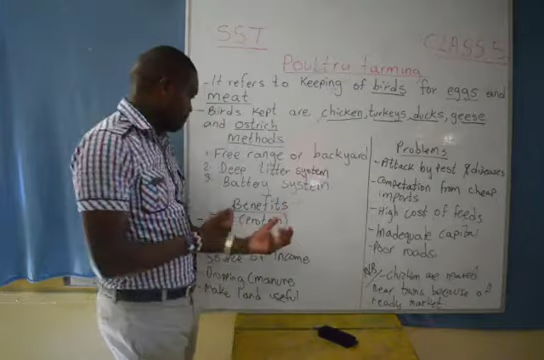 SST
CLASS 5
Poultry farming
- It refers to keeping of birds for eggs and
meat
- Birds kept are, chicken, turkeys, ducks, geese
and ostrich
Methods
1. Free range or backyard
2. Deep litter system
3. Battery system
Benefits
(protein)
source of income
- Dropping (manure
- Make land useful
Problems
- Attack by pest & diseases
- Competation from cheap
imports
- High cost of feeds
- Inadequate capital
- Poor roads
NB/- chicken are reared
near towns because of
ready market